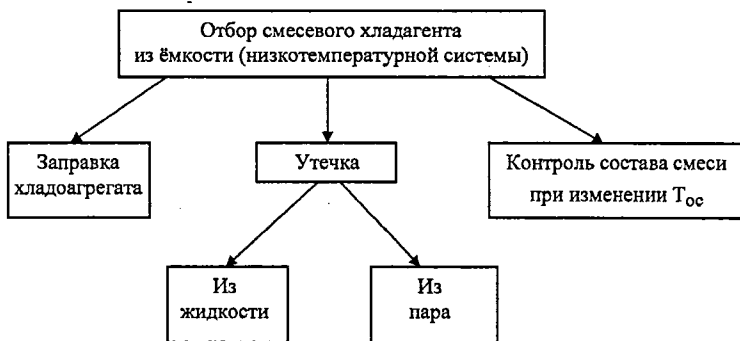 Отбор смесевого хладагента
из ёмкости (низкотемпературной системы)
Заправка
хладоагрегата
Утечка
Контроль состава смеси
при изменении Тос
Из
жидкости
Из
пара